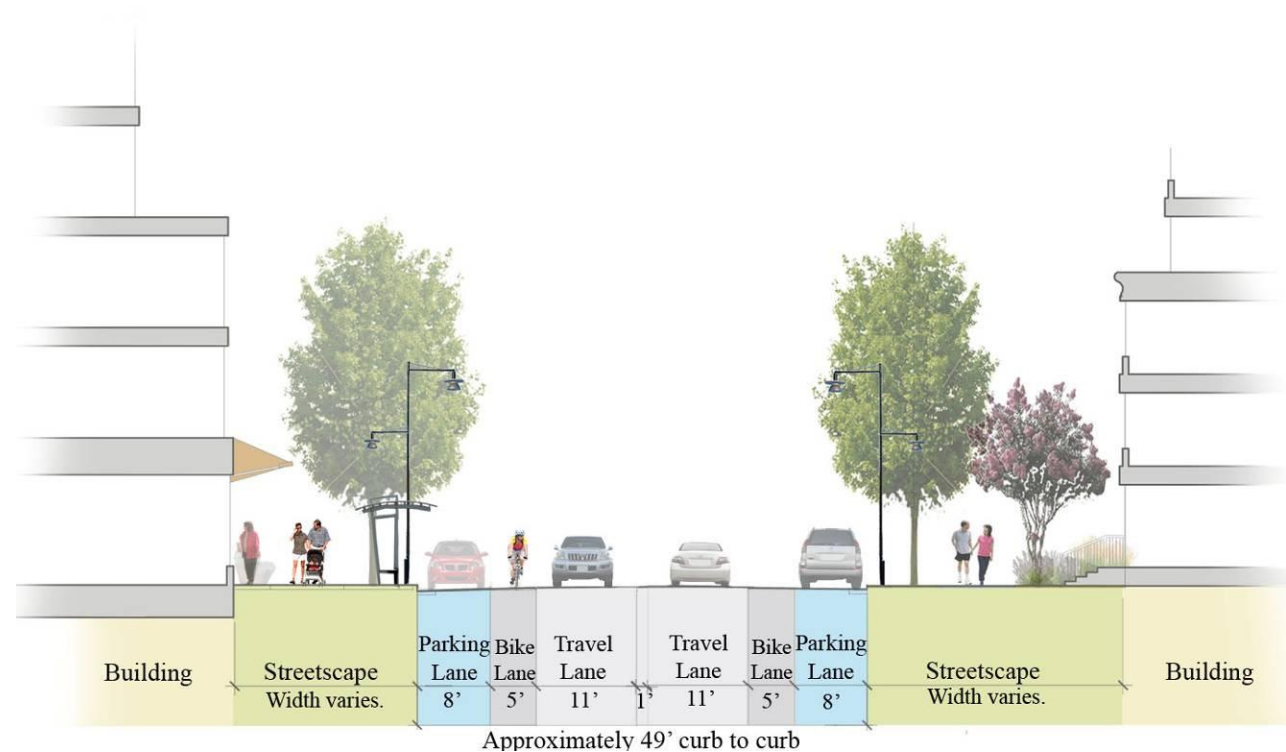 Building
Streetscape
Width varies.
Parking
Lane
8’
Bike
Lane
5’
Travel
Lane
11’
1’
Travel
Lane
11’
Bike
Lane
5’
Parking
Lane
8’
Streetscape
Width varies.
Building
Approximately 49’ curb to curb